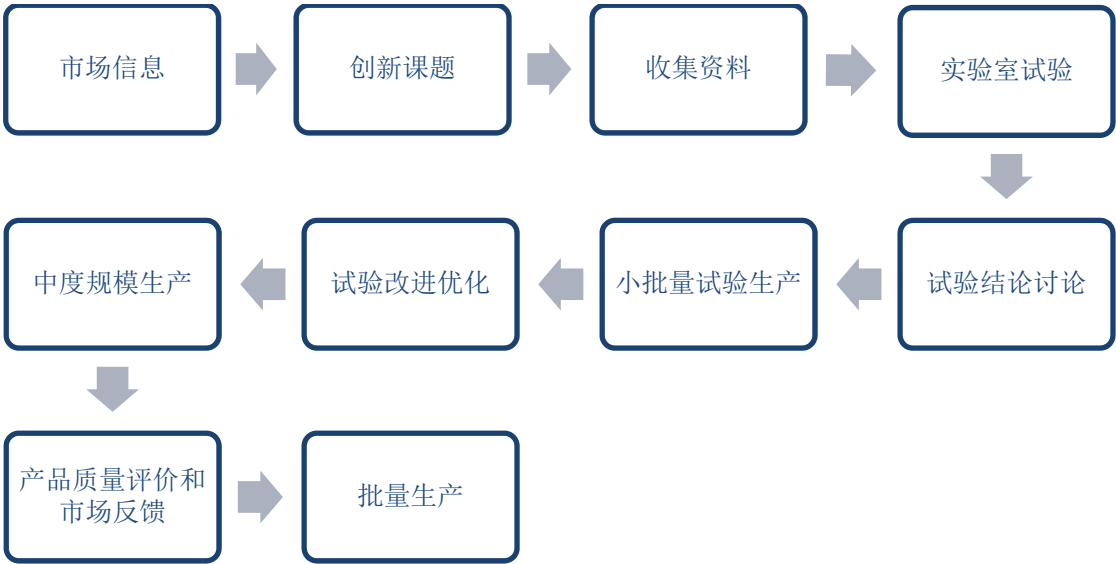 市场信息
创新课题
收集资料
实验室试验
试验结论讨论
小批量试验生产
试验改进优化
中度规模生产
产品质量评价和
市场反馈
批量生产